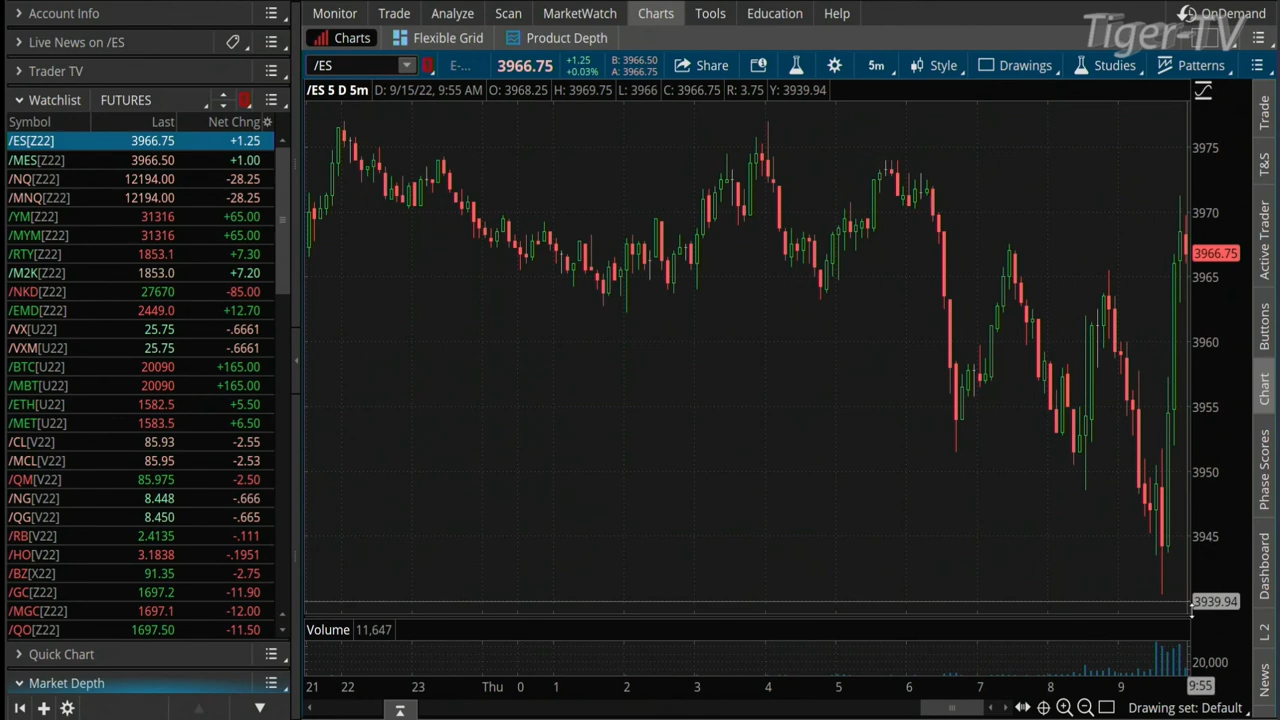 Account Info
Live News on /ES
Trader TV
Watchlist FUTURES
Symbol Last Net Chng
/ES[Z22] 3966.75 +1.25
/MES[Z22] 3966.50 +1.00
/NQ[Z22] 12194.00 -28.25
/MNQ[Z22] 12194.00 -28.25
/YM[Z22] 31316 +65.00
/MYM[Z22] 31316 +65.00
/RTY[Z22] 1853.1 +7.30
/M2K[Z22] 1853.0 +7.20
/NKD[Z22] 27670 -85.00
/EMD[Z22] 2449.0 +12.70
/VX[U22] 25.75 -.6661
/VXM[U22] 25.75 -.6661
/BTC[U22] 20090 +165.00
/MBT[U22] 20090 +165.00
/ETH[U22] 1582.5 +5.50
/MET[U22] 1583.5 +6.50
/CL[V22] 85.93 -2.55
/MCL[V22] 85.95 -2.53
/QM[V22] 85.975 -2.50
/NG[V22] 8.448 -.666
/QG[V22] 8.450 -.665
/RB[V22] 2.4135 -.111
/HO[V22] 3.1838 -.1951
/BZ[X22] 91.35 -2.75
/GC[Z22] 1697.2 -11.90
/MGC[Z22] 1697.1 -12.00
/QO[Z22] 1697.50 -11.50
Quick Chart
Market Depth
Monitor Trade Analyze Scan MarketWatch Charts Tools Education Help
OnDemand
Tiger-TV
Charts Flexible Grid Product Depth
/ES E-... 3966.75 +1.25 B: 3966.50
+0.03% A: 3966.75
Share 5m Style Drawings Studies Patterns
/ES 5 D 5m D: 9/15/22, 9:55 AM O: 3968.25 H: 3969.75 L: 3966 C: 3966.75 R: 3.75 Y: 3939.94
3975
3970
3966.75
3965
3960
3955
3950
3945
3939.94
Volume 11,647
20,000
21 22 23 Thu 0 1 2 3 4 5 6 7 8 9 9:55
Drawing set: Default
Trade
T&S
Active Trader
Buttons
Chart
Phase Scores
Dashboard
L 2
News